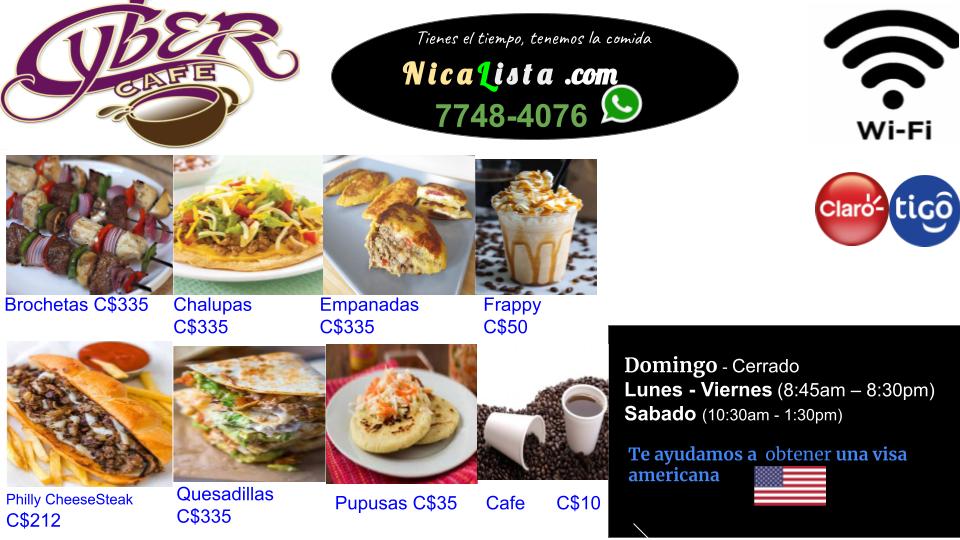 Cyber
CAFE
Tienes el tiempo, tenemos la comida
NicaLista .com
7748-4076
Wi-Fi
Claro
tiGO
Brochetas C$335
Chalupas
C$335
Empanadas
C$335
Frappy
C$50
Philly CheeseSteak
C$212
Quesadillas
C$335
Pupusas C$35
Cafe C$10
Domingo - Cerrado
Lunes - Viernes (8:45am – 8:30pm)
Sabado (10:30am - 1:30pm)
Te ayudamos a obtener una visa
americana